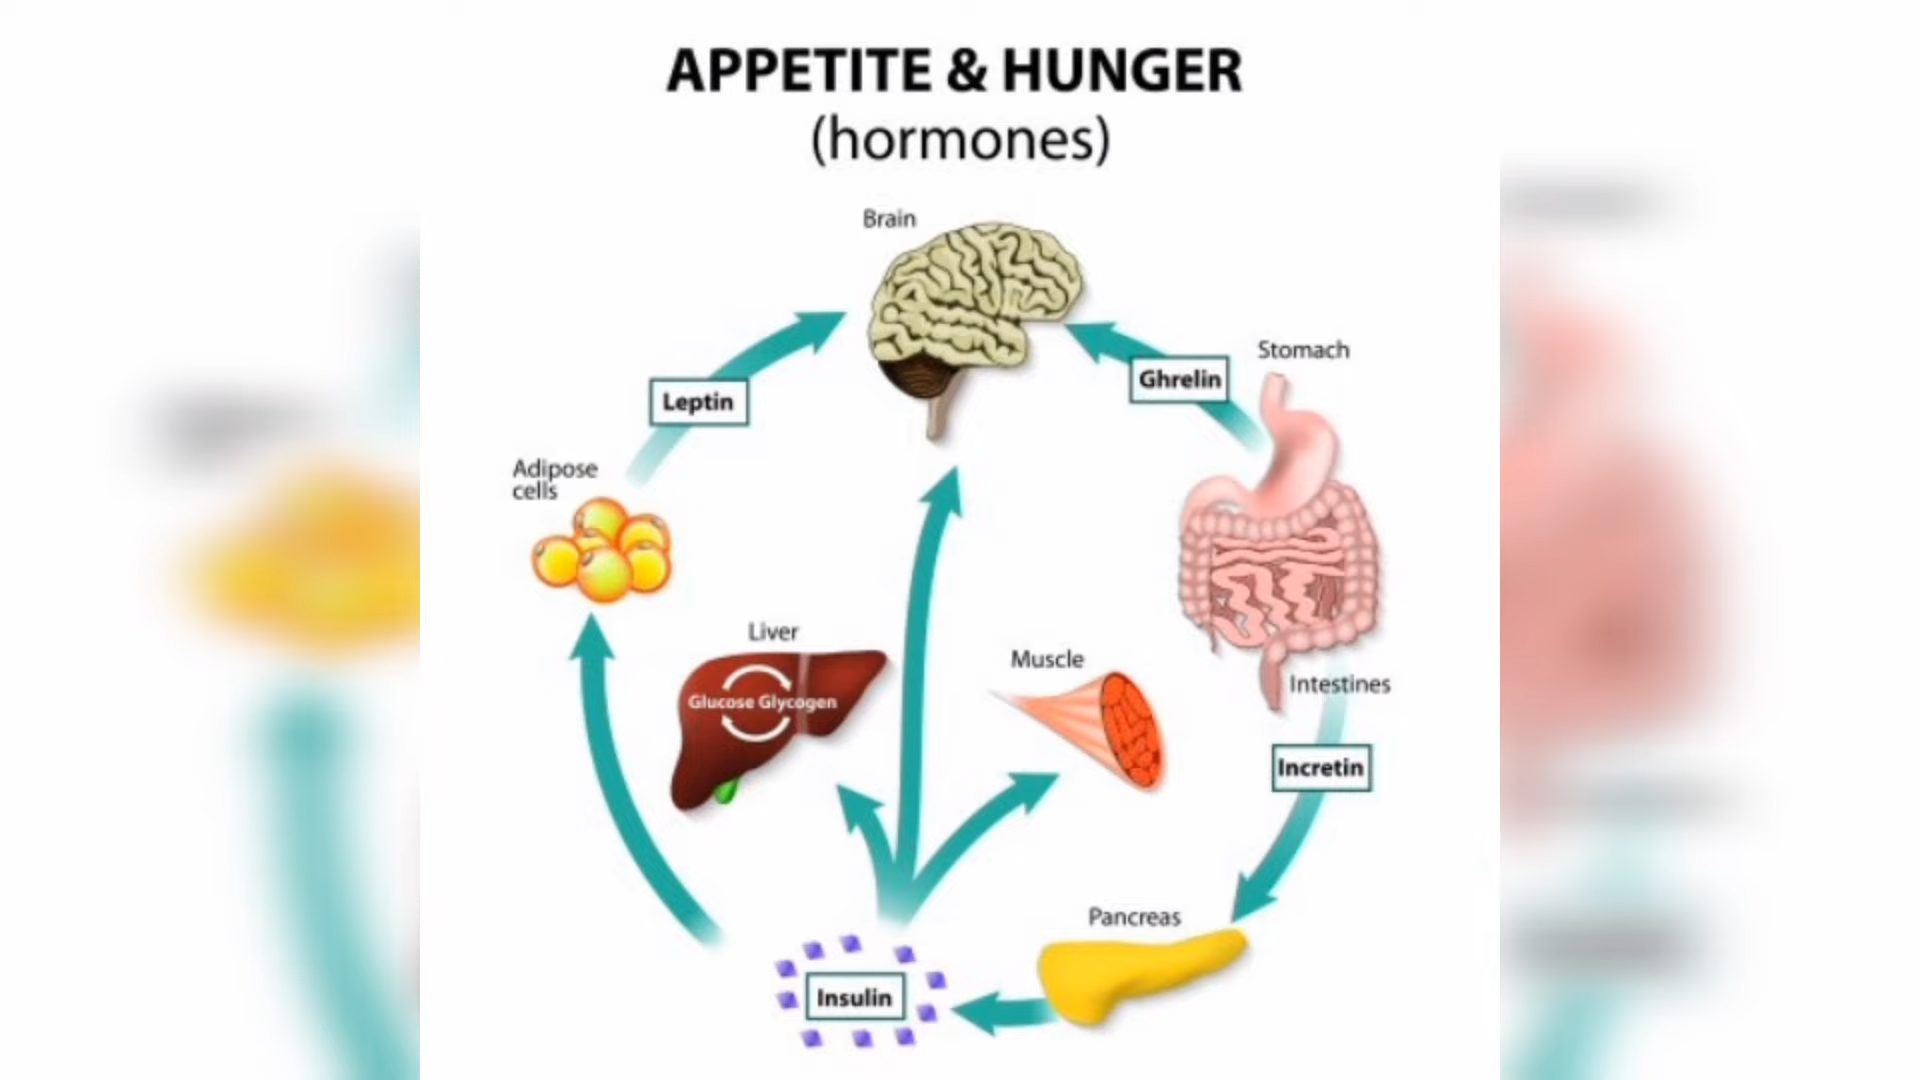 APPETITE & HUNGER
(hormones)
Brain
Stomach
Ghrelin
Leptin
Adipose
cells
Liver
Glucose Glycogen
Muscle
Intestines
Incretin
Pancreas
Insulin